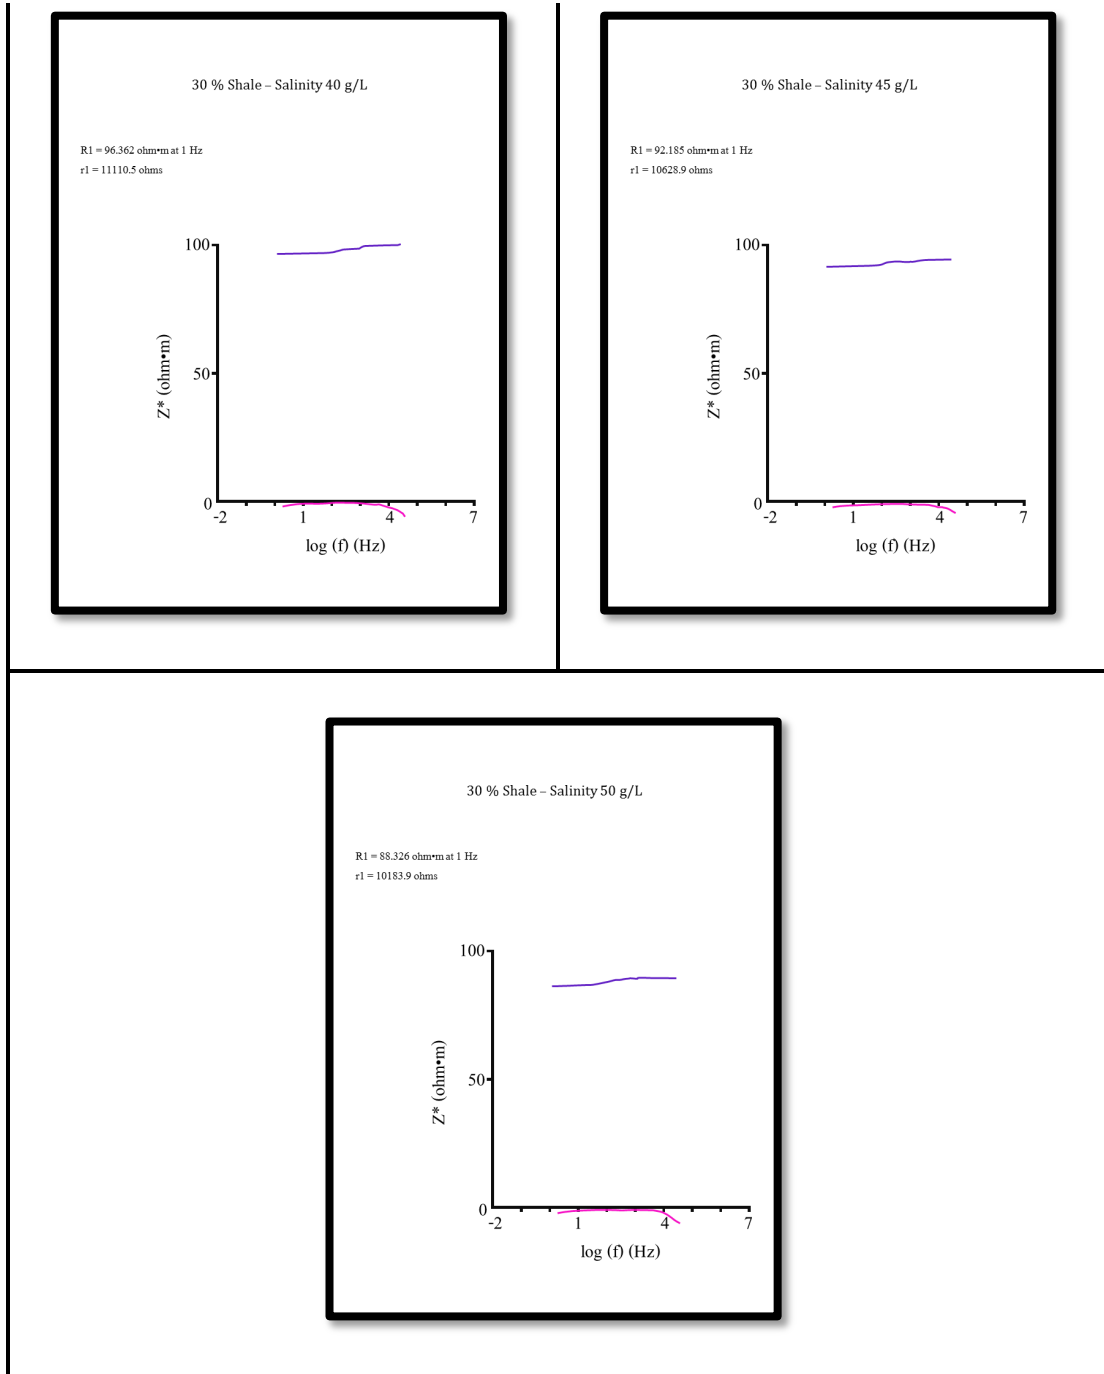 30 % Shale – Salinity 40 g/L
R1 = 96.362 ohm•m at 1 Hz
r1 = 11110.5 ohms
100
50
0
Z* (ohm•m)
-2 1 4 7
log (f) (Hz)
30 % Shale – Salinity 45 g/L
R1 = 92.185 ohm•m at 1 Hz
r1 = 10628.9 ohms
100
50
0
Z* (ohm•m)
-2 1 4 7
log (f) (Hz)
30 % Shale – Salinity 50 g/L
R1 = 88.326 ohm•m at 1 Hz
r1 = 10183.9 ohms
100
50
0
Z* (ohm•m)
-2 1 4 7
log (f) (Hz)